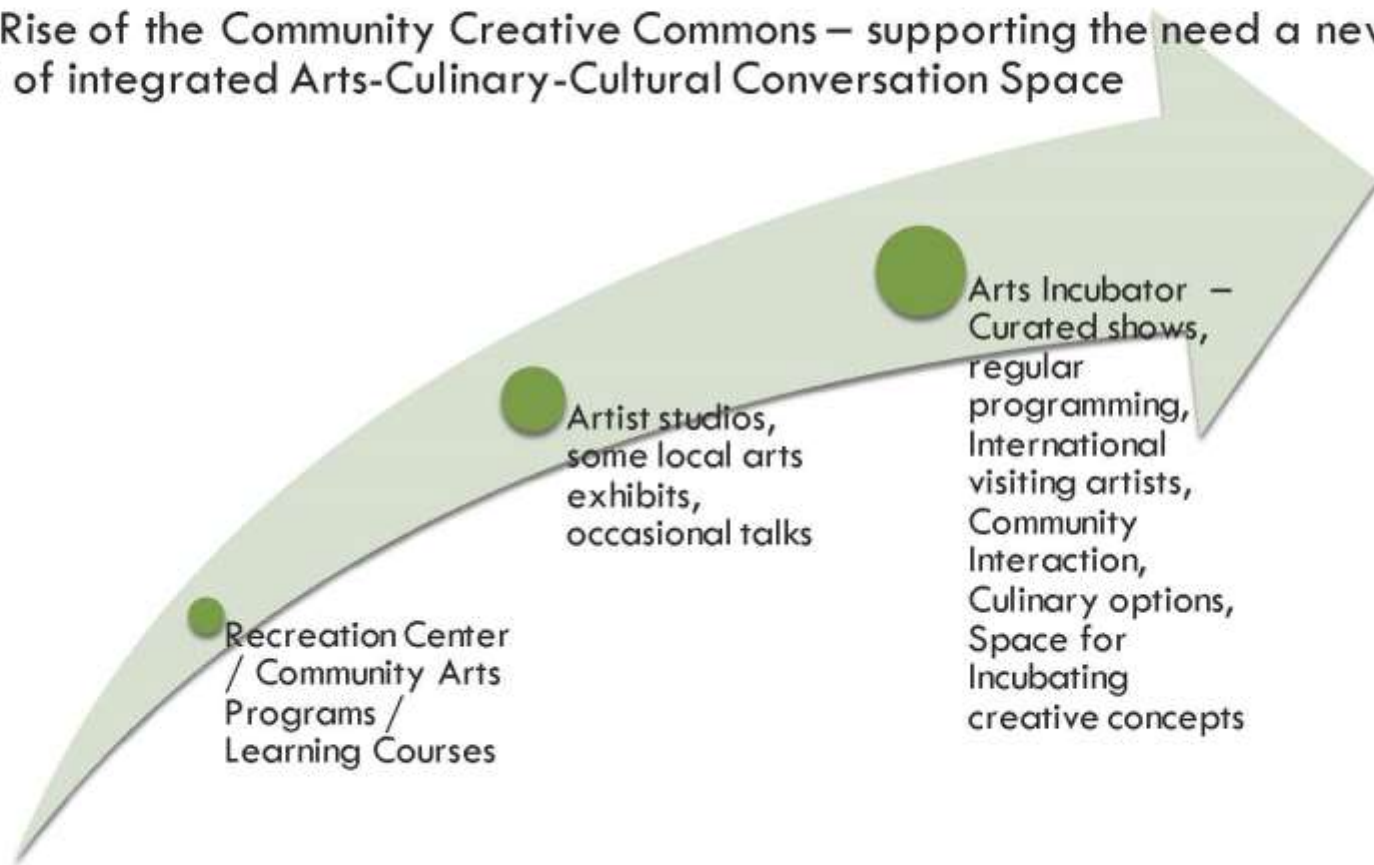 Rise of the Community Creative Commons – supporting the need a new
of integrated Arts-Culinary-Cultural Conversation Space
Arts Incubator –
Curated shows,
regular
programming,
International
visiting artists,
Community
Interaction,
Culinary options,
Space for
Incubating
creative concepts
Artist studios,
some local arts
exhibits,
occasional talks
Recreation Center
/ Community Arts
Programs /
Learning Courses